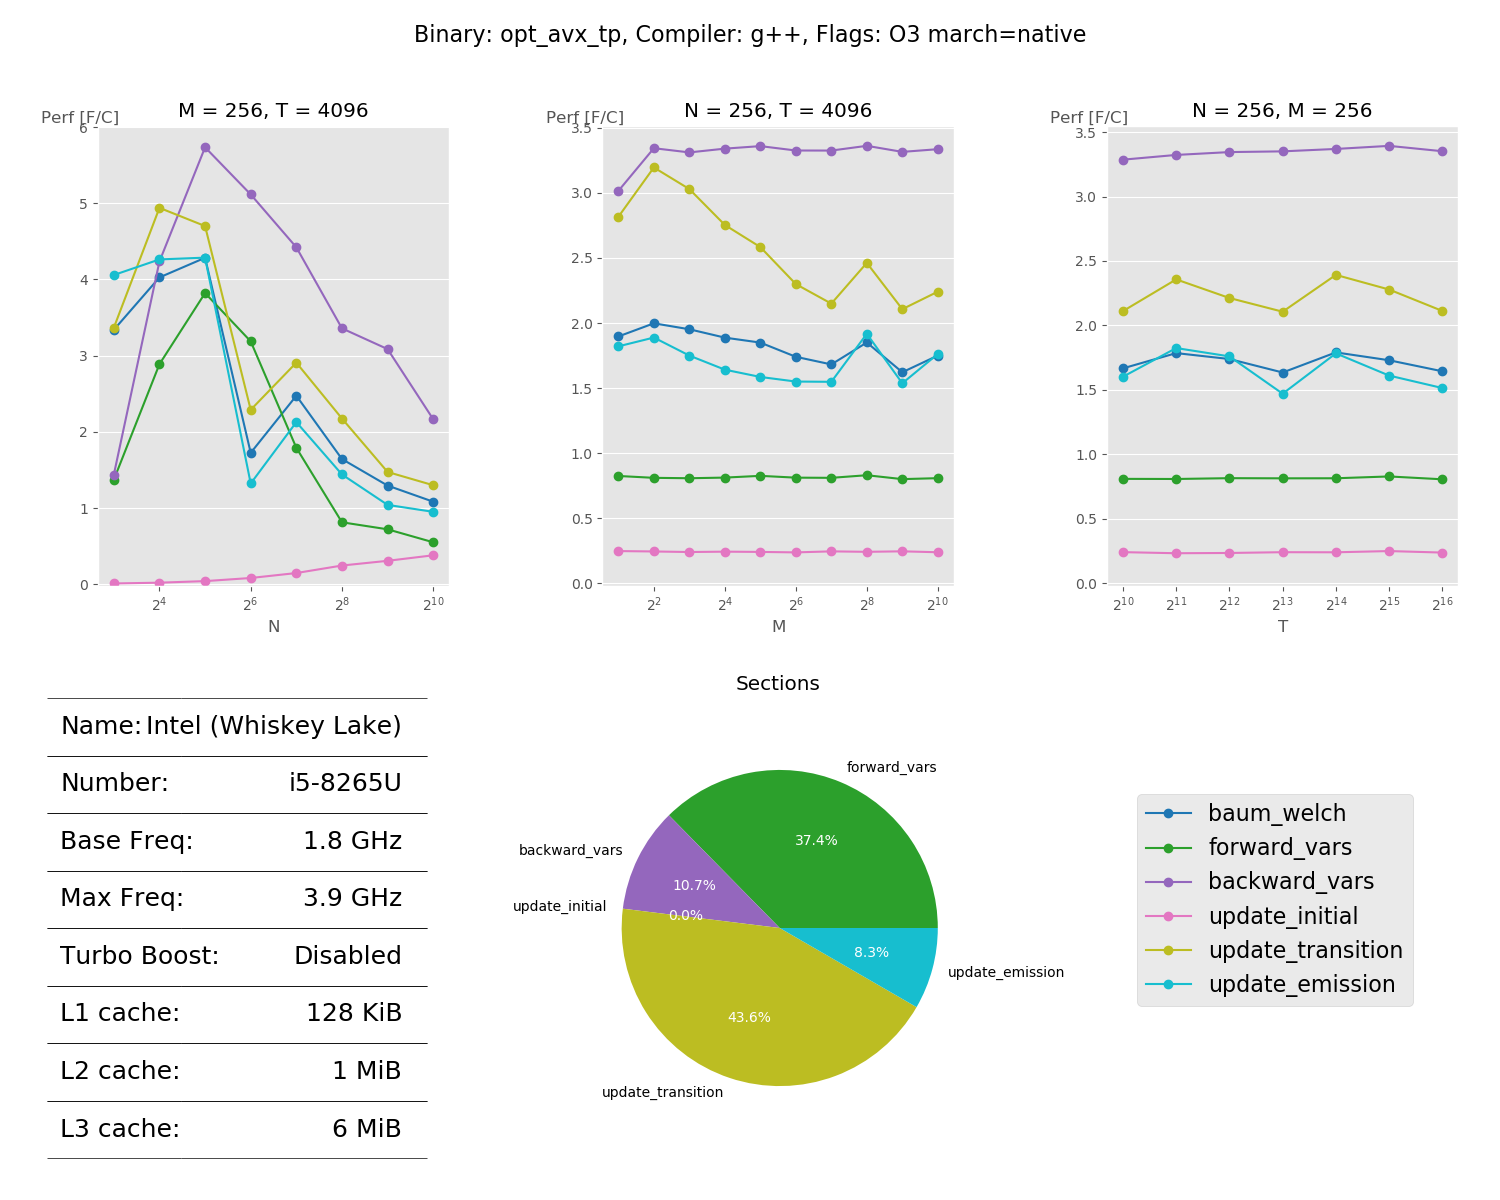 Binary: opt_avx_tp, Compiler: g++, Flags: O3 march=native
M = 256, T = 4096
Perf [F/C]
6
5
4
3
2
1
0
2^4 2^6 2^8 2^10
N
N = 256, T = 4096
Perf [F/C]
3.5
3.0
2.5
2.0
1.5
1.0
0.5
0.0
2^2 2^4 2^6 2^8 2^10
M
N = 256, M = 256
Perf [F/C]
3.5
3.0
2.5
2.0
1.5
1.0
0.5
0.0
2^10 2^11 2^12 2^13 2^14 2^15 2^16
T
Name: Intel (Whiskey Lake)
Number: i5-8265U
Base Freq: 1.8 GHz
Max Freq: 3.9 GHz
Turbo Boost: Disabled
L1 cache: 128 KiB
L2 cache: 1 MiB
L3 cache: 6 MiB
Sections
forward_vars
37.4%
backward_vars
10.7%
update_initial
0.0%
update_transition
43.6%
update_emission
8.3%
baum_welch
forward_vars
backward_vars
update_initial
update_transition
update_emission